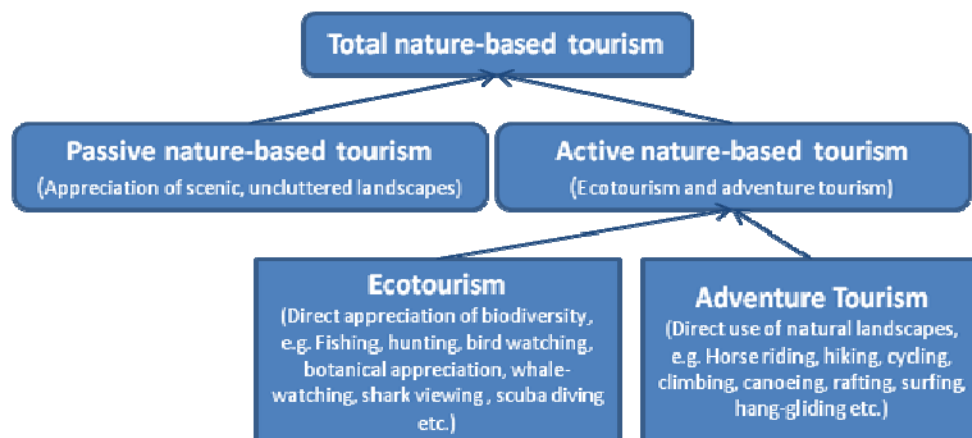 Total nature-based tourism
Passive nature-based tourism
(Appreciation of scenic, uncluttered landscapes)
Active nature-based tourism
(Ecotourism and adventure tourism)
Ecotourism
(Direct appreciation of biodiversity,
e.g. Fishing, hunting, bird watching,
botanical appreciation, whale-
watching, shark viewing , scuba diving
etc.)
Adventure Tourism
(Direct use of natural landscapes,
e.g. Horse riding, hiking, cycling,
climbing, canoeing, rafting, surfing,
hang-gliding etc.)